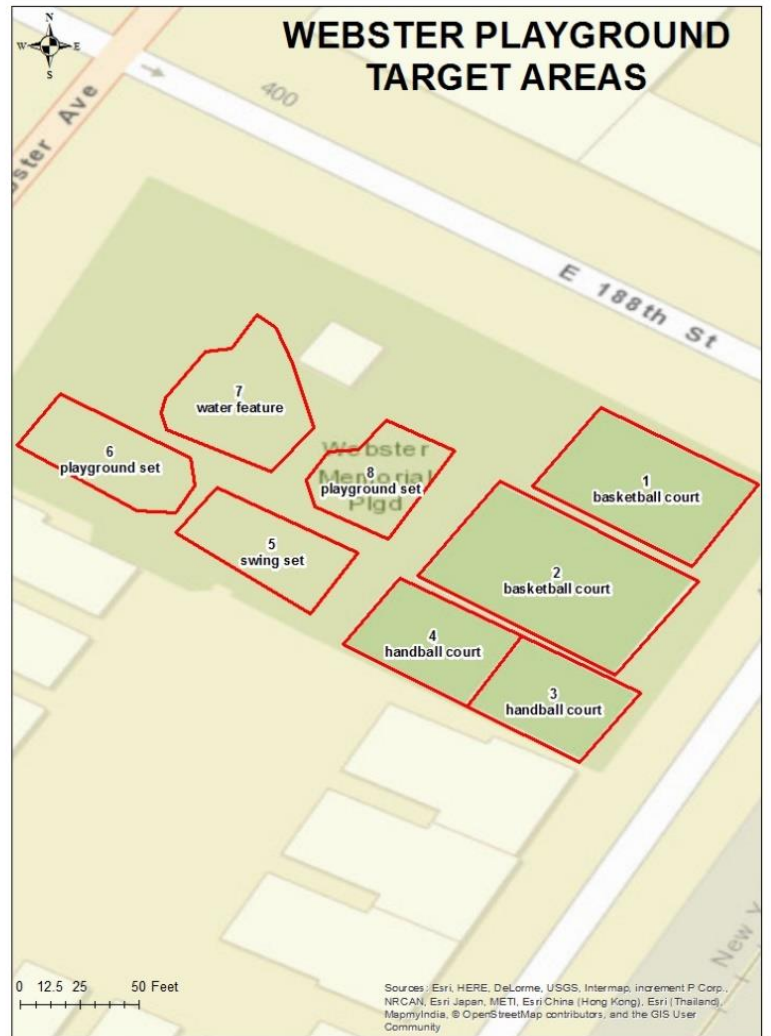 N
W E
S
WEBSTER PLAYGROUND
TARGET AREAS
400
ster Ave
E 188th St
7
water feature
6
playground set
Webster
Memorial
Plgd
8
playground set
1
basketball court
5
swing set
2
basketball court
4
handball court
3
handball court
New Y
0 12.5 25 50 Feet
Sources: Esri, HERE, DeLorme, USGS, Intermap, increment P Corp.,
NRCAN, Esri Japan, METI, Esri China (Hong Kong), Esri (Thailand),
MapmyIndia, © OpenStreetMap contributors, and the GIS User
Community